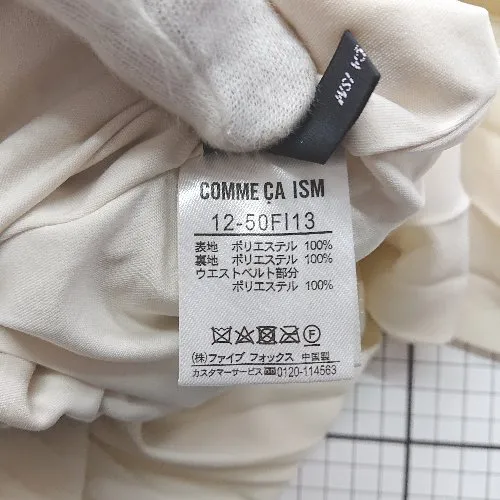 COMME ÇA ISM
12-50FI13
表地 ポリエステル 100%
裏地 ポリエステル 100%
ウエストベルト部分
ポリエステル 100%
F
(株)ファイブ フォックス 中国製
カスタマーサービス 0120-114563